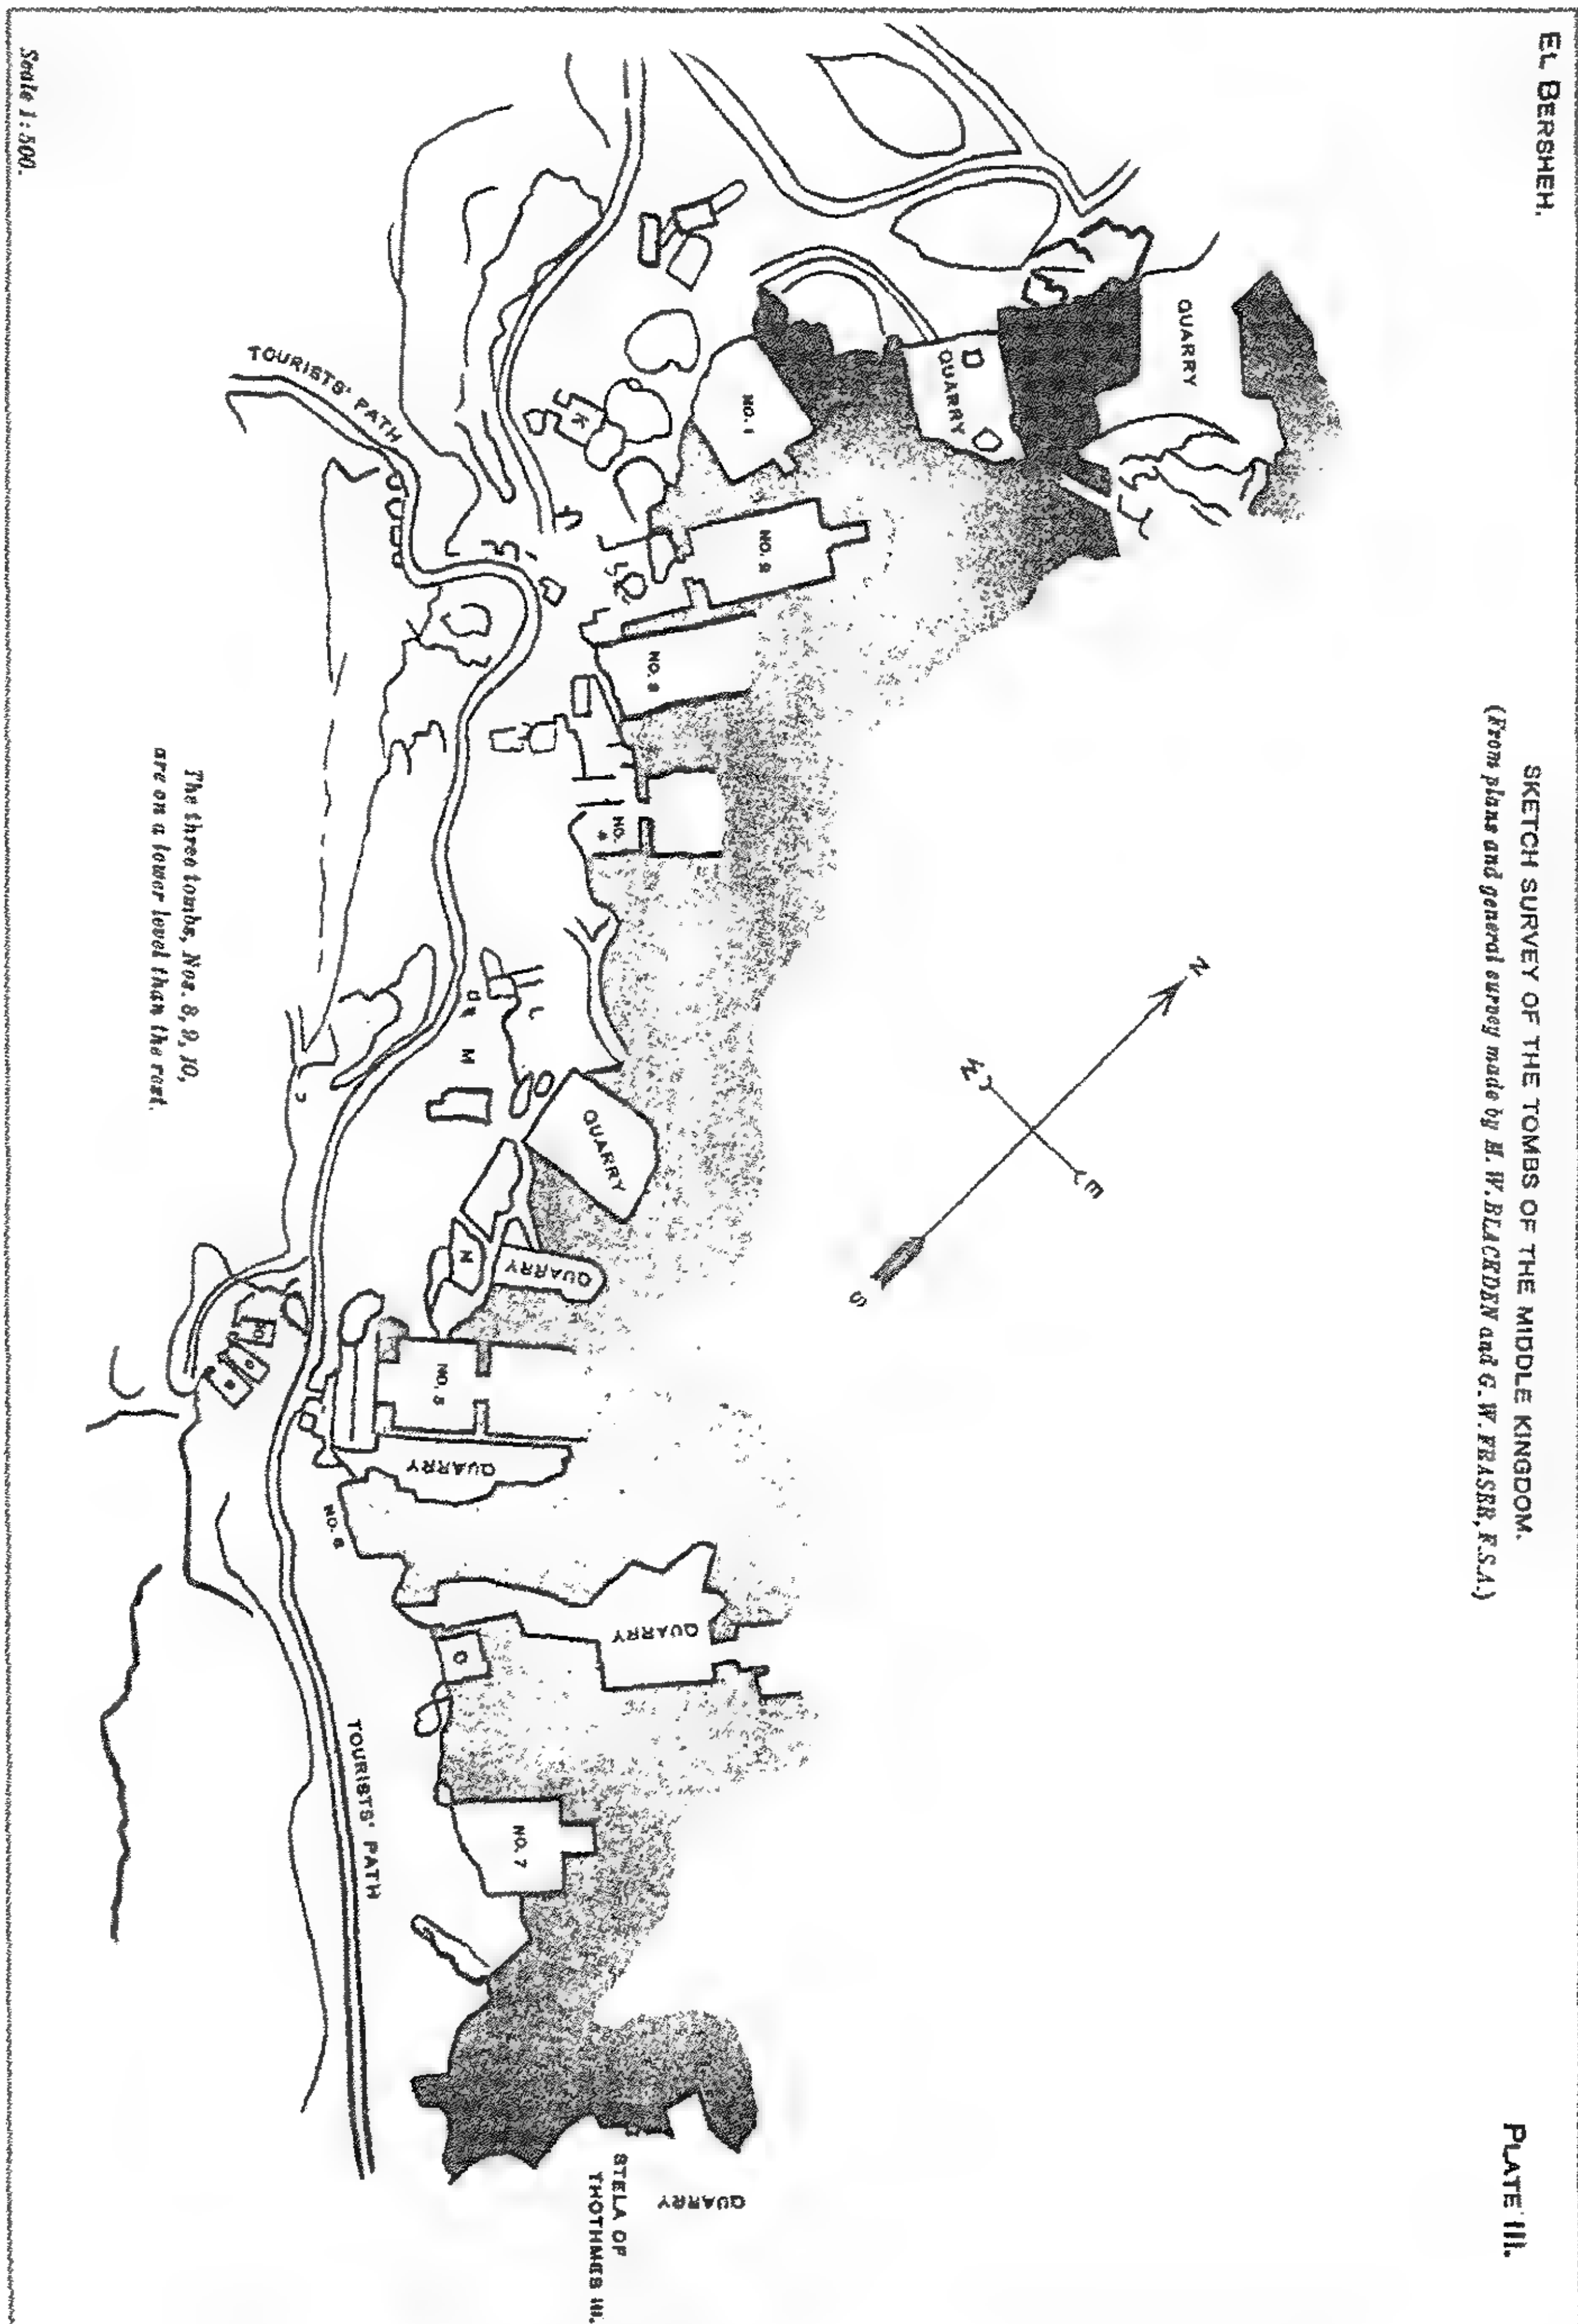 EL BERSHEH.
PLATE III.
SKETCH SURVEY OF THE TOMBS OF THE MIDDLE KINGDOM.
(From plans and general survey made by H. W. BLACKDEN and G. W. FRASER, F.S.A.)
QUARRY
QUARRY
NO. 1
K
TOURISTS' PATH
NO. 2
NO. 3
NO. 4
N
W
E
S
L
M
QUARRY
N
QUARRY
NO. 5
QUARRY
NO. 6
QUARRY
O
TOURISTS' PATH
NO. 7
STELA OF
THOTHMES III.
QUARRY
The three tombs, Nos. 8, 9, 10,
are on a lower level than the rest.
Scale 1:500.